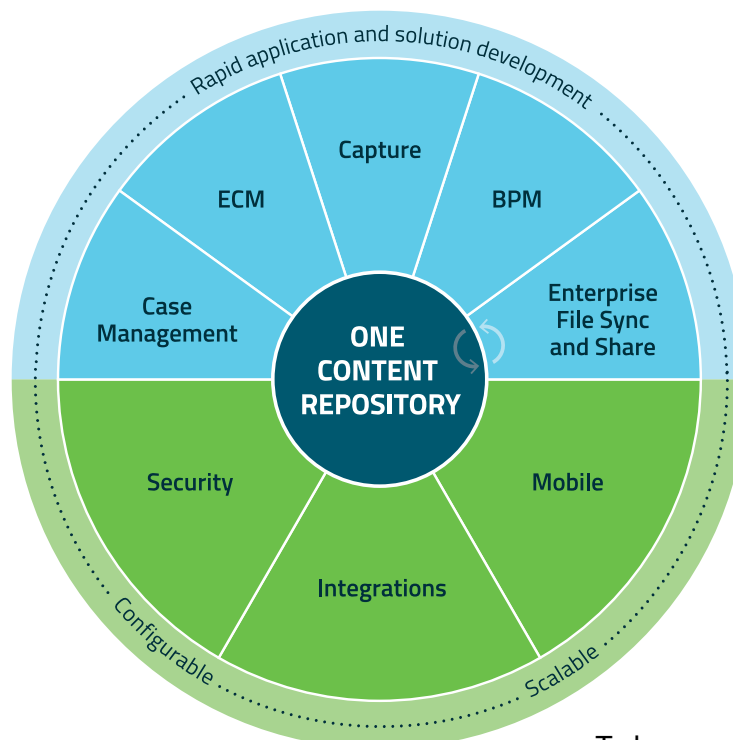 Rapid application and solution development
Capture
ECM
BPM
Case
Management
Enterprise
File Sync
and Share
ONE
CONTENT
REPOSITORY
Security
Mobile
Integrations
Configurable
Scalable